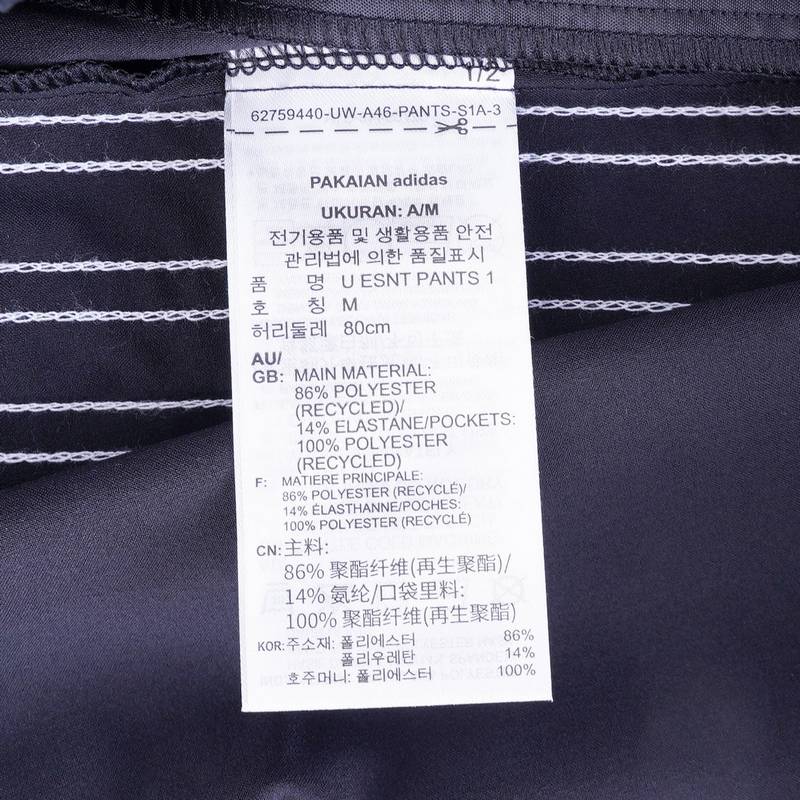 1/2
62759440-UW-A46-PANTS-S1A-3
PAKAIAN adidas
UKURAN: A/M
전기용품 및 생활용품 안전
관리법에 의한 품질표시
품 명 U ESNT PANTS 1
호 칭 M
허리둘레 80cm
AU/
GB: MAIN MATERIAL:
86% POLYESTER
(RECYCLED)/
14% ELASTANE/POCKETS:
100% POLYESTER
(RECYCLED)
F: MATIERE PRINCIPALE:
86% POLYESTER (RECYCLÉ)/
14% ÉLASTHANNE/POCHES:
100% POLYESTER (RECYCLÉ)
CN: 主料:
86% 聚酯纤维(再生聚酯)/
14% 氨纶/口袋里料:
100% 聚酯纤维(再生聚酯)
KOR: 주소재: 폴리에스터 86%
폴리우레탄 14%
호주머니: 폴리에스터 100%